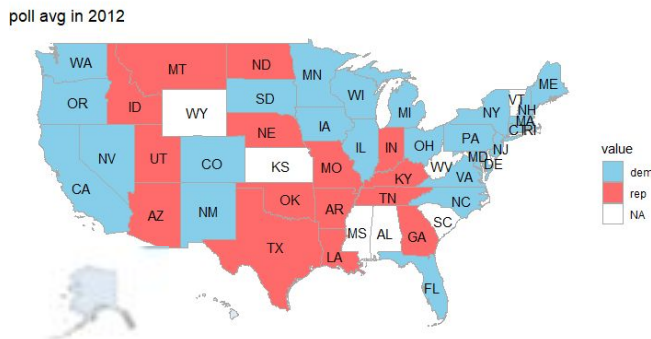 poll avg in 2012
WA
MT
ND
MN
ME
OR
ID
WY
SD
WI
MI
NY
VT
NH
MA
CT
RI
NV
UT
CO
NE
IA
IL
IN
OH
PA
NJ
MD
DE
CA
KS
MO
KY
WV
VA
AZ
NM
OK
AR
TN
NC
TX
LA
MS
AL
GA
SC
FL
value
dem
rep
NA